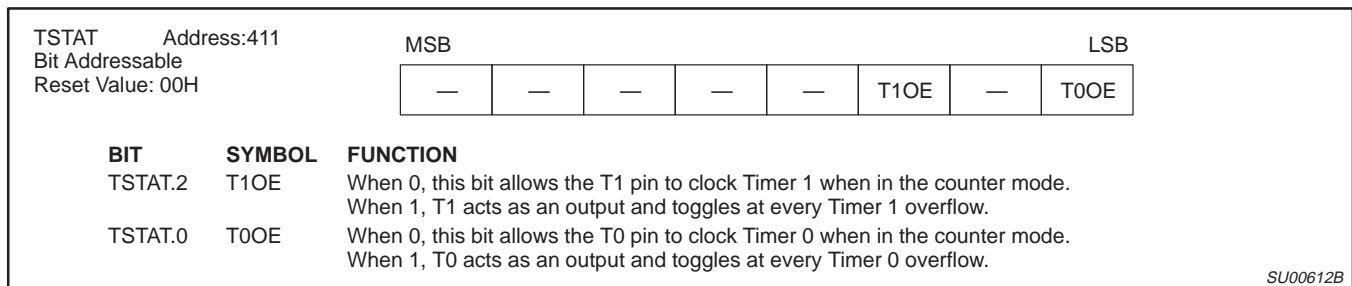 TSTAT Address:411 MSB LSB
Bit Addressable
Reset Value: 00H
— — — — — T1OE — T0OE
BIT SYMBOL FUNCTION
TSTAT.2 T1OE When 0, this bit allows the T1 pin to clock Timer 1 when in the counter mode.
When 1, T1 acts as an output and toggles at every Timer 1 overflow.
TSTAT.0 T0OE When 0, this bit allows the T0 pin to clock Timer 0 when in the counter mode.
When 1, T0 acts as an output and toggles at every Timer 0 overflow.
SU00612B